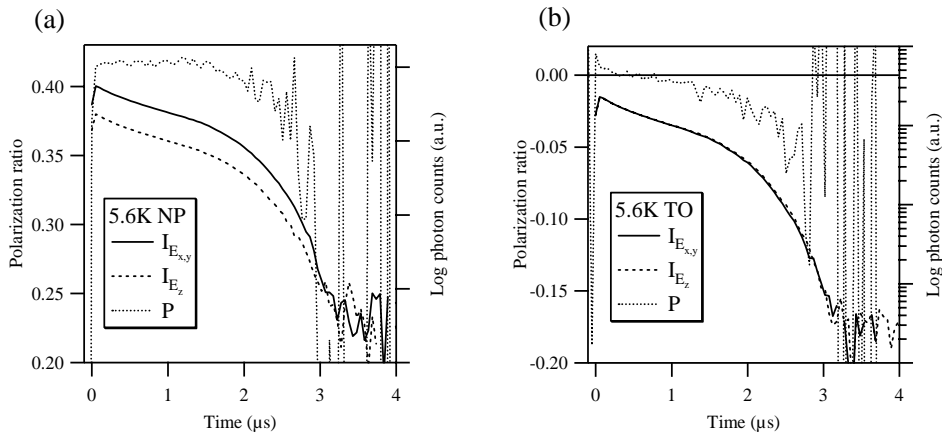 (a)
Polarization ratio
0.40
0.35
0.30
0.25
0.20
5.6K NP
I_{E_{x,y}}
I_{E_z}
P
Log photon counts (a.u.)
0 1 2 3 4
Time (µs)
(b)
Polarization ratio
0.00
-0.05
-0.10
-0.15
-0.20
5.6K TO
I_{E_{x,y}}
I_{E_z}
P
Log photon counts (a.u.)
0 1 2 3 4
Time (µs)